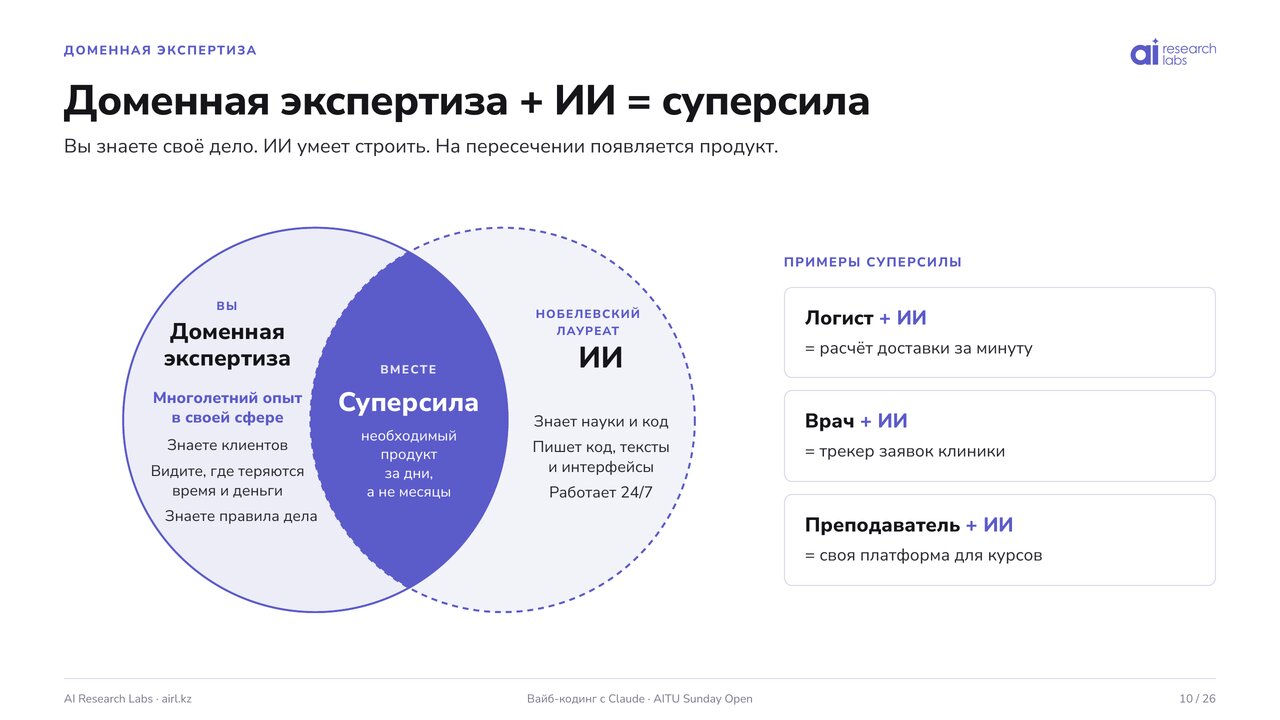 ДОМЕННАЯ ЭКСПЕРТИЗА
ai research labs
Доменная экспертиза + ИИ = суперсила
Вы знаете своё дело. ИИ умеет строить. На пересечении появляется продукт.
ВЫ
Доменная
экспертиза
Многолетний опыт
в своей сфере
Знаете клиентов
Видите, где теряются
время и деньги
Знаете правила дела
ВМЕСТЕ
Суперсила
необходимый
продукт
за дни,
а не месяцы
НОБЕЛЕВСКИЙ
ЛАУРЕАТ
ИИ
Знает науки и код
Пишет код, тексты
и интерфейсы
Работает 24/7
ПРИМЕРЫ СУПЕРСИЛЫ
Логист + ИИ
= расчёт доставки за минуту
Врач + ИИ
= трекер заявок клиники
Преподаватель + ИИ
= своя платформа для курсов
AI Research Labs · airl.kz
Вайб-кодинг с Claude · AITU Sunday Open
10 / 26